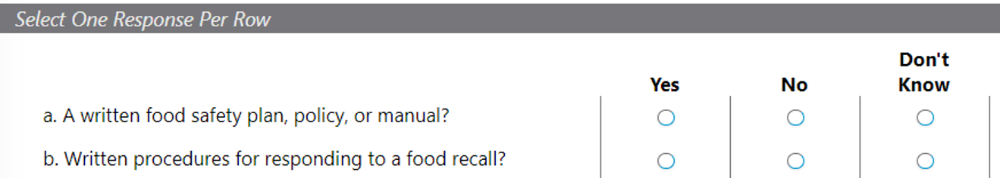 Select One Response Per Row
Don't
Yes No Know
a. A written food safety plan, policy, or manual?
b. Written procedures for responding to a food recall?